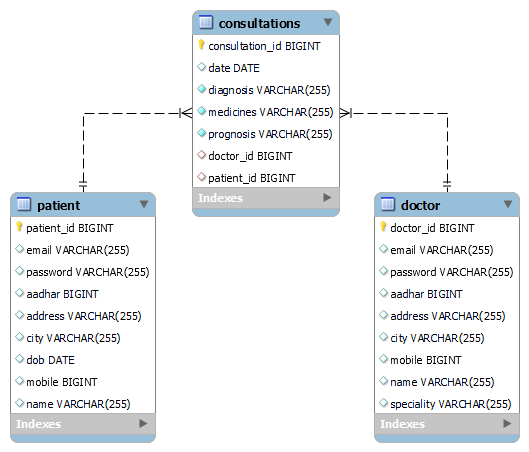 consultations
consultation_id BIGINT
date DATE
diagnosis VARCHAR(255)
medicines VARCHAR(255)
prognosis VARCHAR(255)
doctor_id BIGINT
patient_id BIGINT
Indexes
patient
patient_id BIGINT
email VARCHAR(255)
password VARCHAR(255)
aadhar BIGINT
address VARCHAR(255)
city VARCHAR(255)
dob DATE
mobile BIGINT
name VARCHAR(255)
Indexes
doctor
doctor_id BIGINT
email VARCHAR(255)
password VARCHAR(255)
aadhar BIGINT
address VARCHAR(255)
city VARCHAR(255)
mobile BIGINT
name VARCHAR(255)
speciality VARCHAR(255)
Indexes